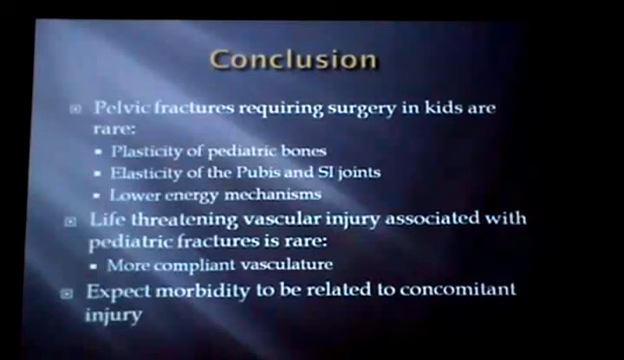 Conclusion
Pelvic fractures requiring surgery in kids are
rare:
Plasticity of pediatric bones
Elasticity of the Pubis and SI joints
Lower energy mechanisms
Life threatening vascular injury associated with
pediatric fractures is rare:
More compliant vasculature
Expect morbidity to be related to concomitant
injury